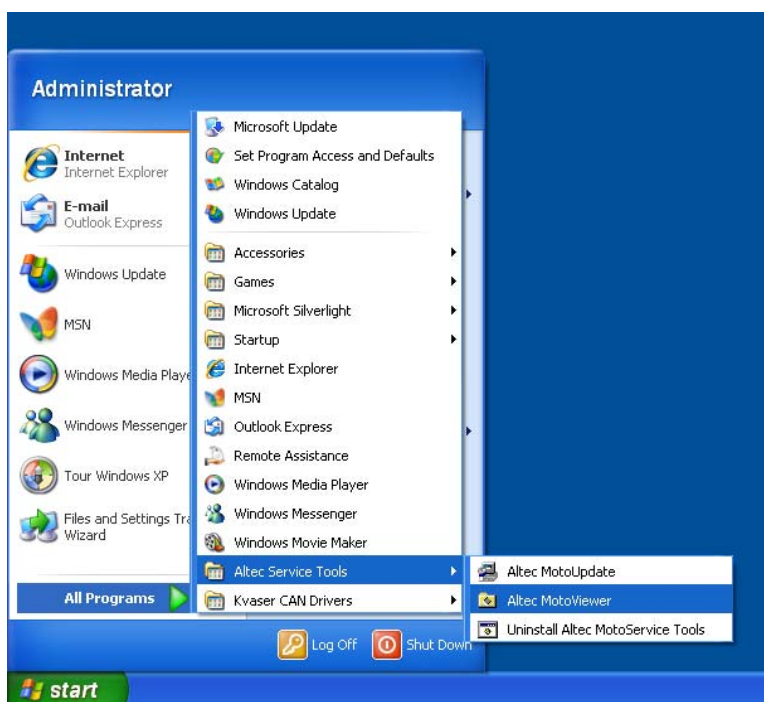 Administrator
Internet
Internet Explorer
E-mail
Outlook Express
Windows Update
MSN
Windows Media Playe
Windows Messenger
Tour Windows XP
Files and Settings Tra
Wizard
All Programs
Microsoft Update
Set Program Access and Defaults
Windows Catalog
Windows Update
Accessories
Games
Microsoft Silverlight
Startup
Internet Explorer
MSN
Outlook Express
Remote Assistance
Windows Media Player
Windows Messenger
Windows Movie Maker
Altec Service Tools
Kvaser CAN Drivers
Altec MotoUpdate
Altec MotoViewer
Uninstall Altec MotoService Tools
Log Off
Shut Down
start